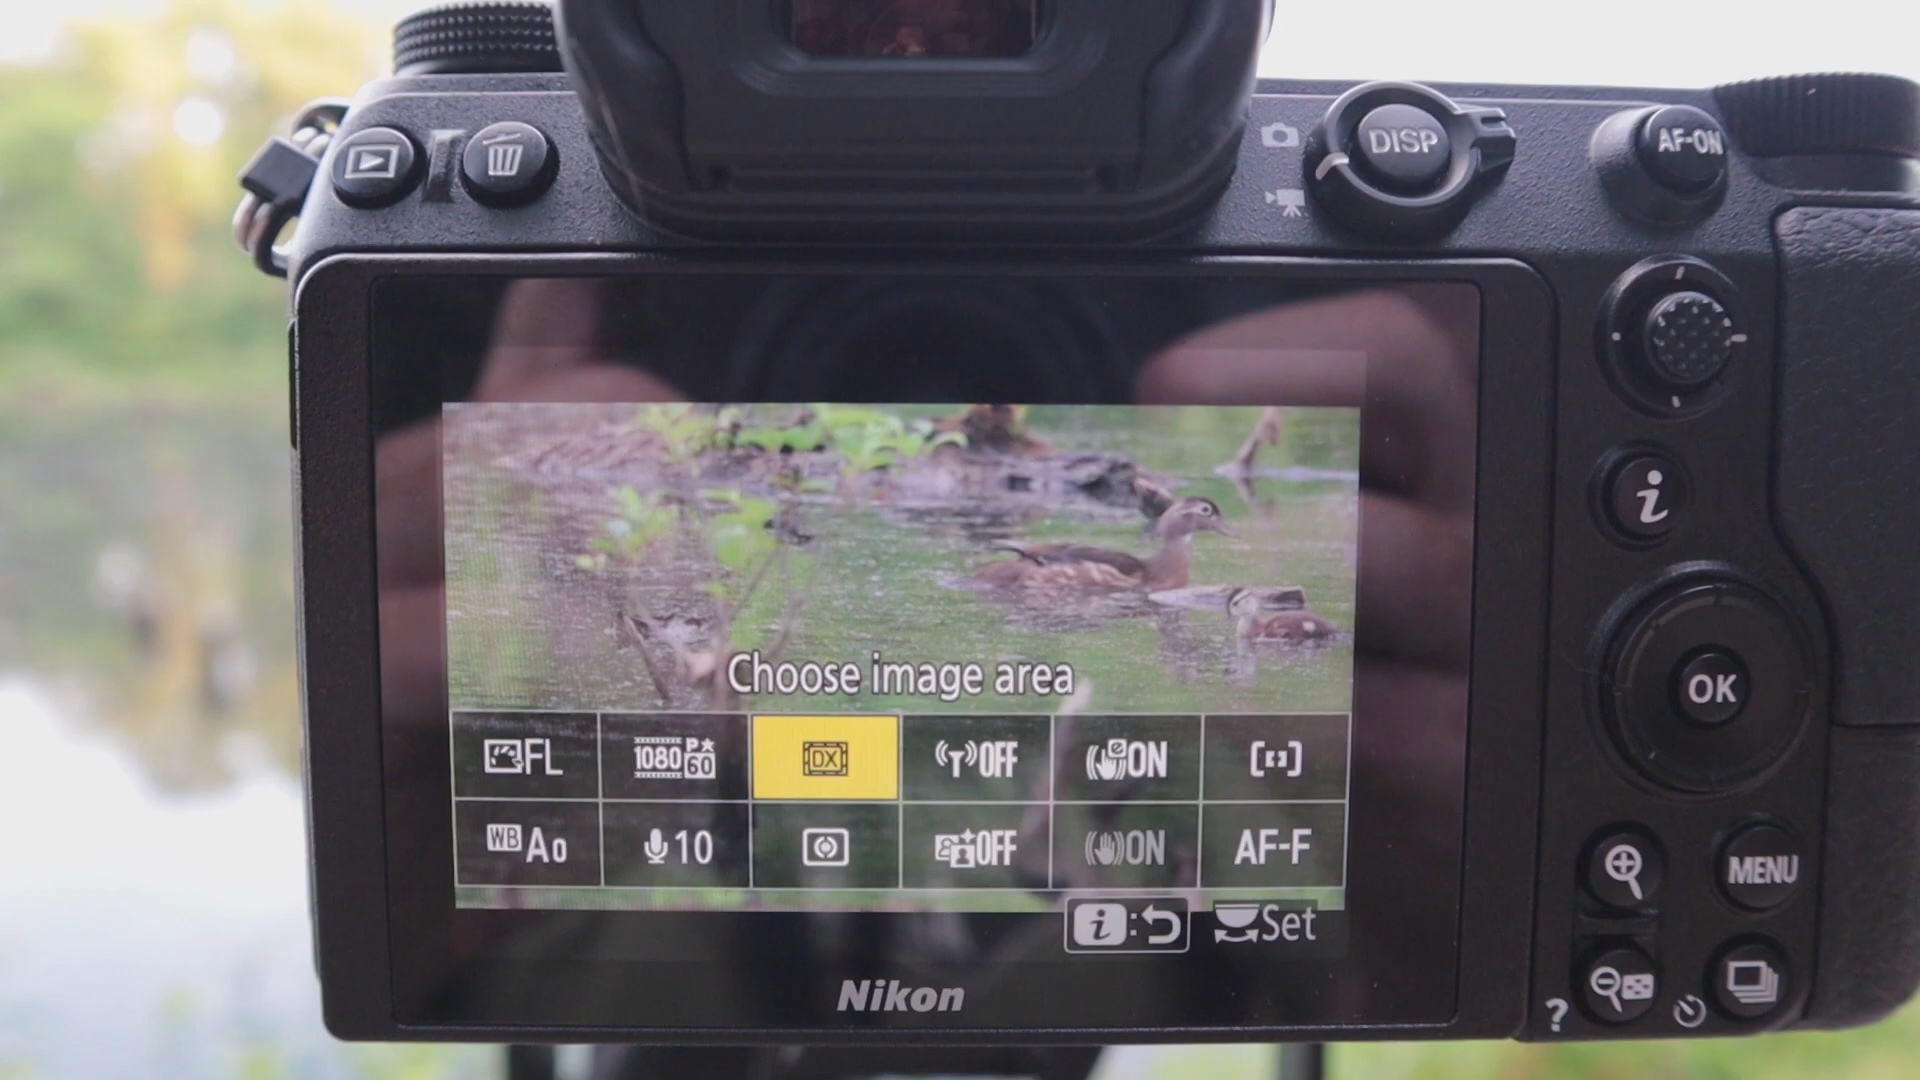 DISP
AF-ON
i
Choose image area
FL
1080 P★ 60
DX
OFF
ON
WB A0
10
OFF
ON
AF-F
OK
MENU
i : Set
Nikon
?